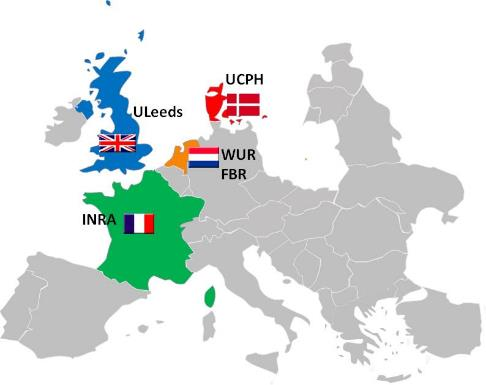 UCPH
ULeeds
WUR
FBR
INRA